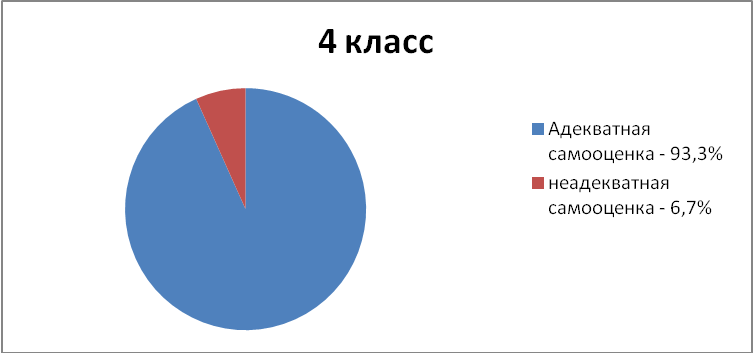 4 класс
Адекватная
самооценка - 93,3%
неадекватная
самооценка - 6,7%